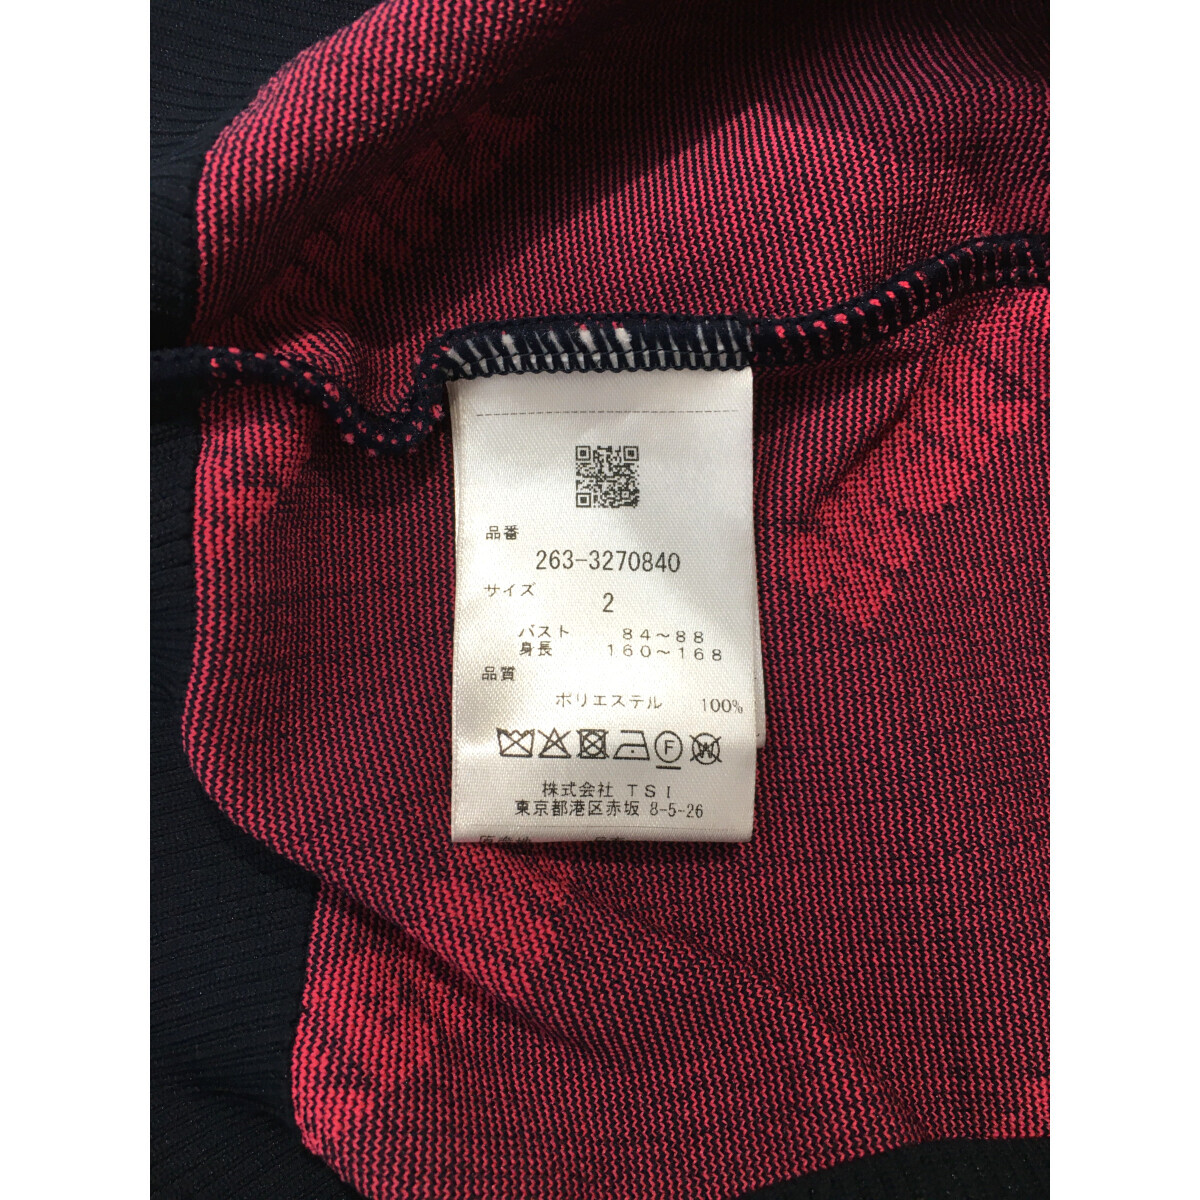 品番
263-3270840
サイズ
2
バスト 84～88
身長 160～168
品質
ポリエステル 100%
F
W
株式会社 TSI
東京都港区赤坂 8-5-26